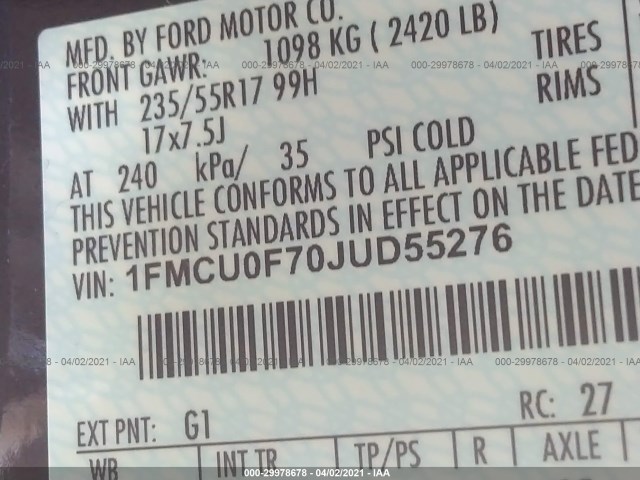 MFD. BY FORD MOTOR CO.
FRONT GAWR: 1098 KG ( 2420 LB)
WITH 235/55R17 99H TIRES
17x7.5J RIMS
AT 240 kPa/ 35 PSI COLD
THIS VEHICLE CONFORMS TO ALL APPLICABLE FED
PREVENTION STANDARDS IN EFFECT ON THE DATE
VIN: 1FMCU0F70JUD55276
EXT PNT: G1 RC: 27
WB INT TR TP/PS R AXLE
000-29978678 - 04/02/2021 - IAA